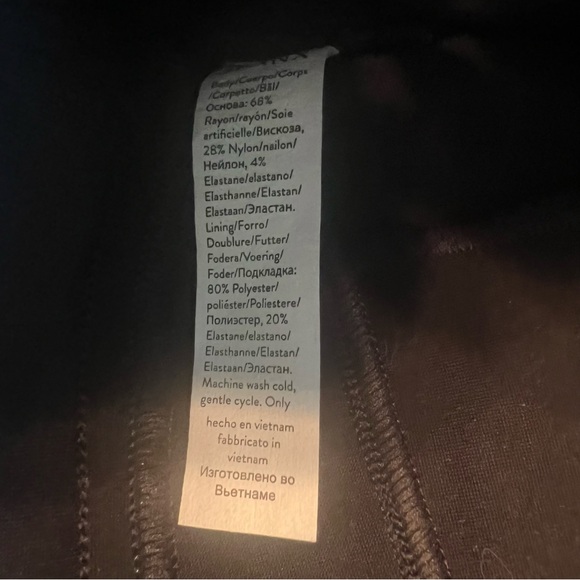 Body/Cuerpo/Corps
/Corpetto/Bål/
Основа: 68%
Rayon/rayón/Soie
artificielle/Вискоза,
28% Nylon/nailon/
Нейлон, 4%
Elastane/elastano/
Elasthanne/Elastan/
Elastaan/Эластан.
Lining/Forro/
Doublure/Futter/
Fodera/Voering/
Foder/Подкладка:
80% Polyester/
poliéster/Poliestere/
Полиэстер, 20%
Elastane/elastano/
Elasthanne/Elastan/
Elastaan/Эластан.
Machine wash cold,
gentle cycle. Only
hecho en vietnam
fabbricato in
vietnam
Изготовлено во
Вьетнаме